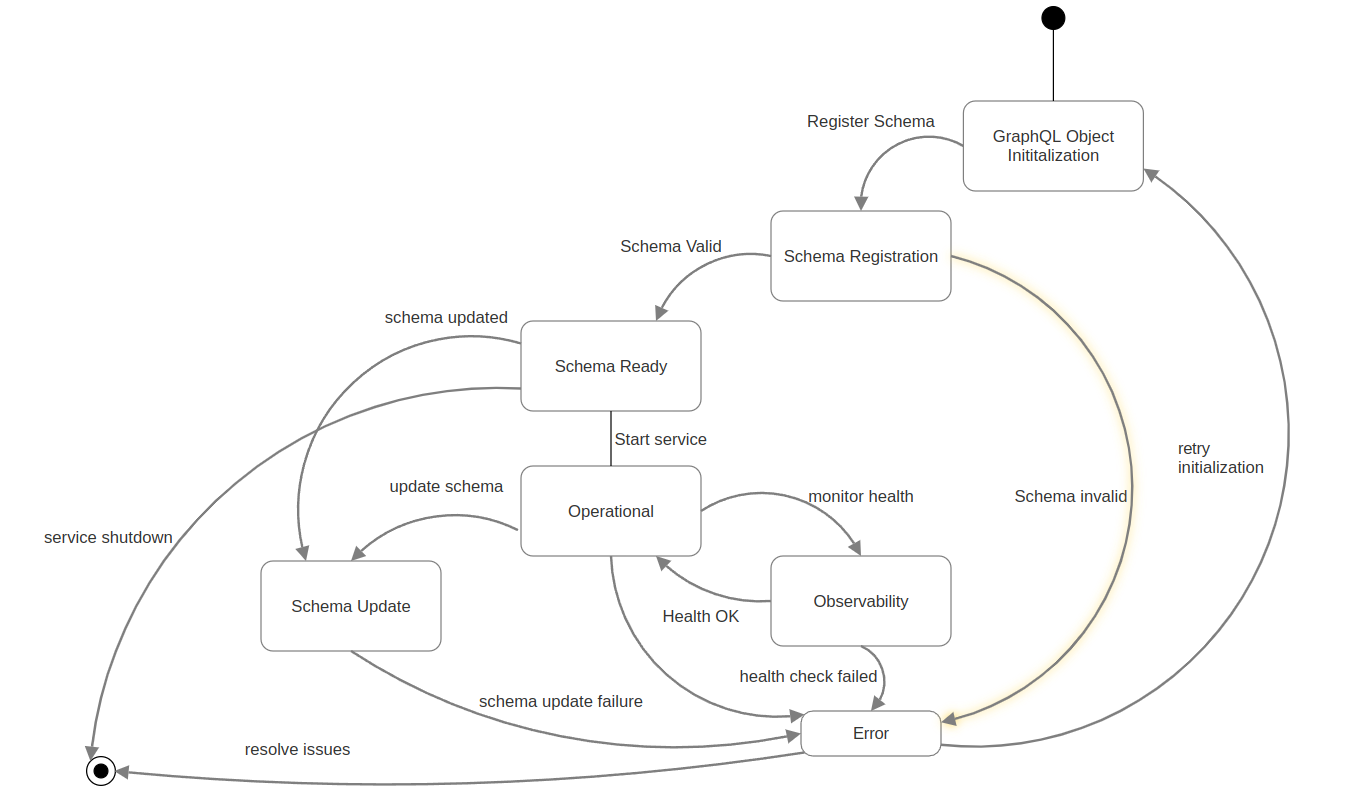 Register Schema
GraphQL Object
Inititalization
Schema Valid
Schema Registration
schema updated
Schema Ready
Start service
retry
initialization
update schema
monitor health
Schema invalid
Operational
service shutdown
Schema Update
Observability
Health OK
health check failed
schema update failure
Error
resolve issues